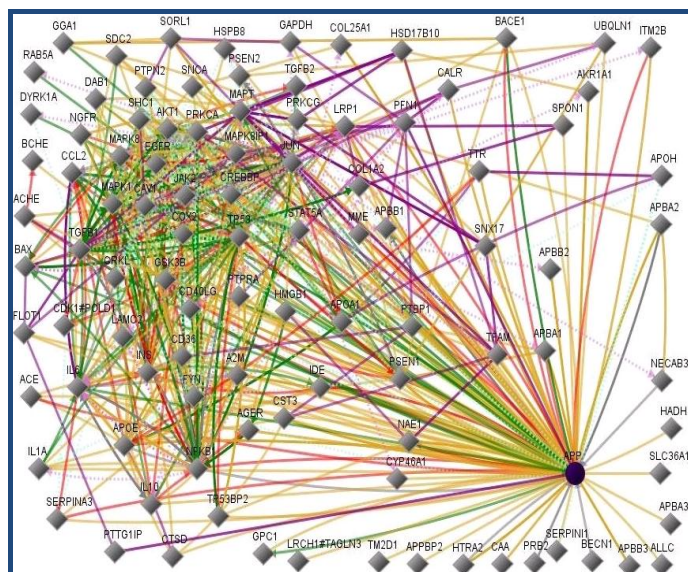 GGA1
SORL1
HSPB8
GAPDH
COL25A1
HSD17B10
BACE1
UBQLN1
ITM2B
RAB5A
SDC2
PTPN2
SNCA
PSEN2
TGFB2
CALR
AKR1A1
DYRK1A
DAB1
SHC1
AKT1
MAPT
PRKCG
LRP1
PFN1
SPON1
NGFR
PRKCA
MAPK8
EGFR
MAPK8IP1
JUN
BCHE
CCL2
TTR
APOH
MAPK1
CAV1
JAK2
CREBBP
COL1A2
ACHE
COX2
TP53
STAT5A
MME
APBB1
APBA2
TGFB1
SNX17
BAX
CRKL
GSK3B
PTPRA
APBB2
CD40LG
HMGB1
APOA1
PTBP1
FLOT1
CDK1#POLD1
LAMC2
CD36
TFAM
APBA1
IL6
INS
A2M
IDE
PSEN1
NECAB3
ACE
FYN
CST3
APOE
AGER
NAE1
HADH
IL1A
NFKB1
CYP46A1
APP
SLC36A1
SERPINA3
IL10
TP53BP2
APBA3
PTTG1IP
CTSD
GPC1
LRCH1#TAGLN3
TM2D1
APPBP2
HTRA2
CAA
PRB2
SERPINI1
BECN1
APBB3
ALLC